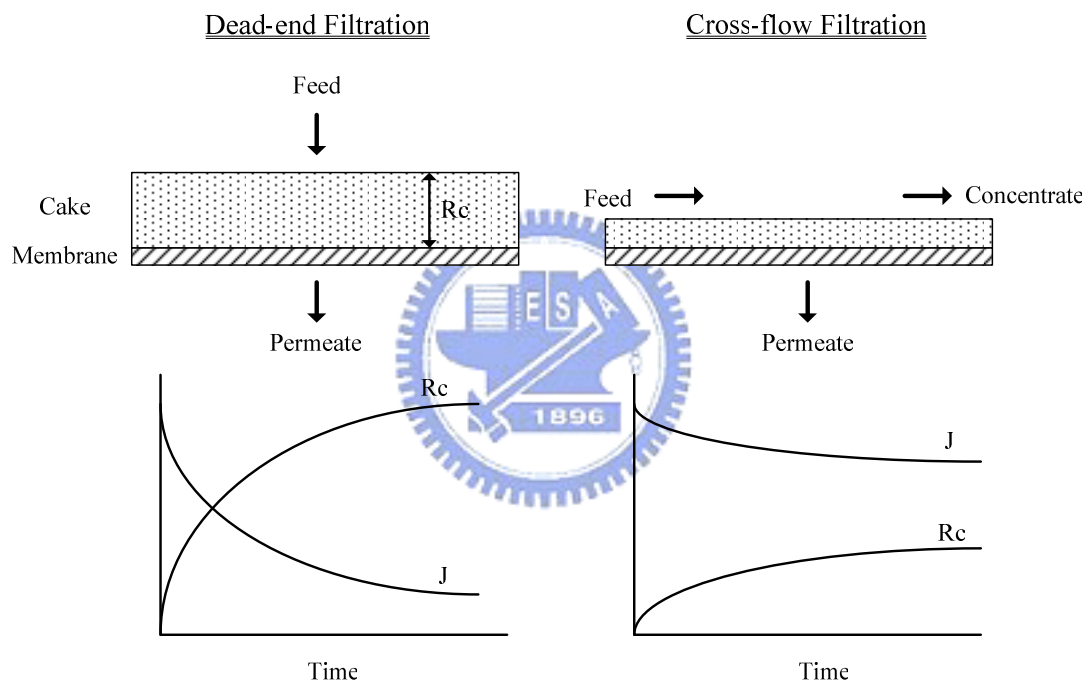 Dead-end Filtration
Feed
Cake
Rc
Membrane
Permeate
Rc
J
Time
Cross-flow Filtration
Feed
Concentrate
Permeate
J
Rc
Time
E S A
1896